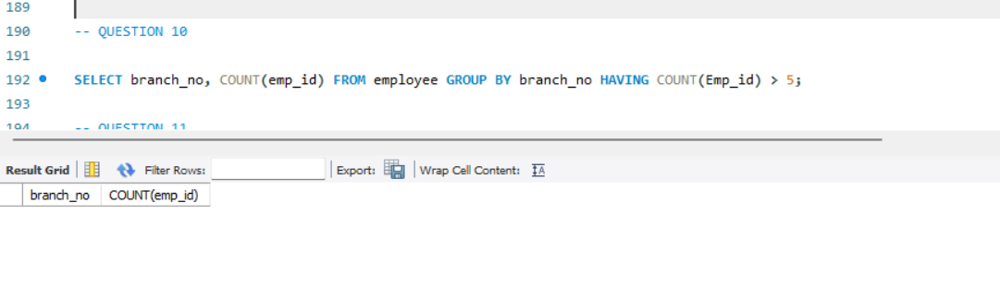 189
190 -- QUESTION 10
191
192 SELECT branch_no, COUNT(emp_id) FROM employee GROUP BY branch_no HAVING COUNT(Emp_id) > 5;
193
194 -- QUESTION 11
Result Grid Filter Rows: Export: Wrap Cell Content: IA
branch_no COUNT(emp_id)